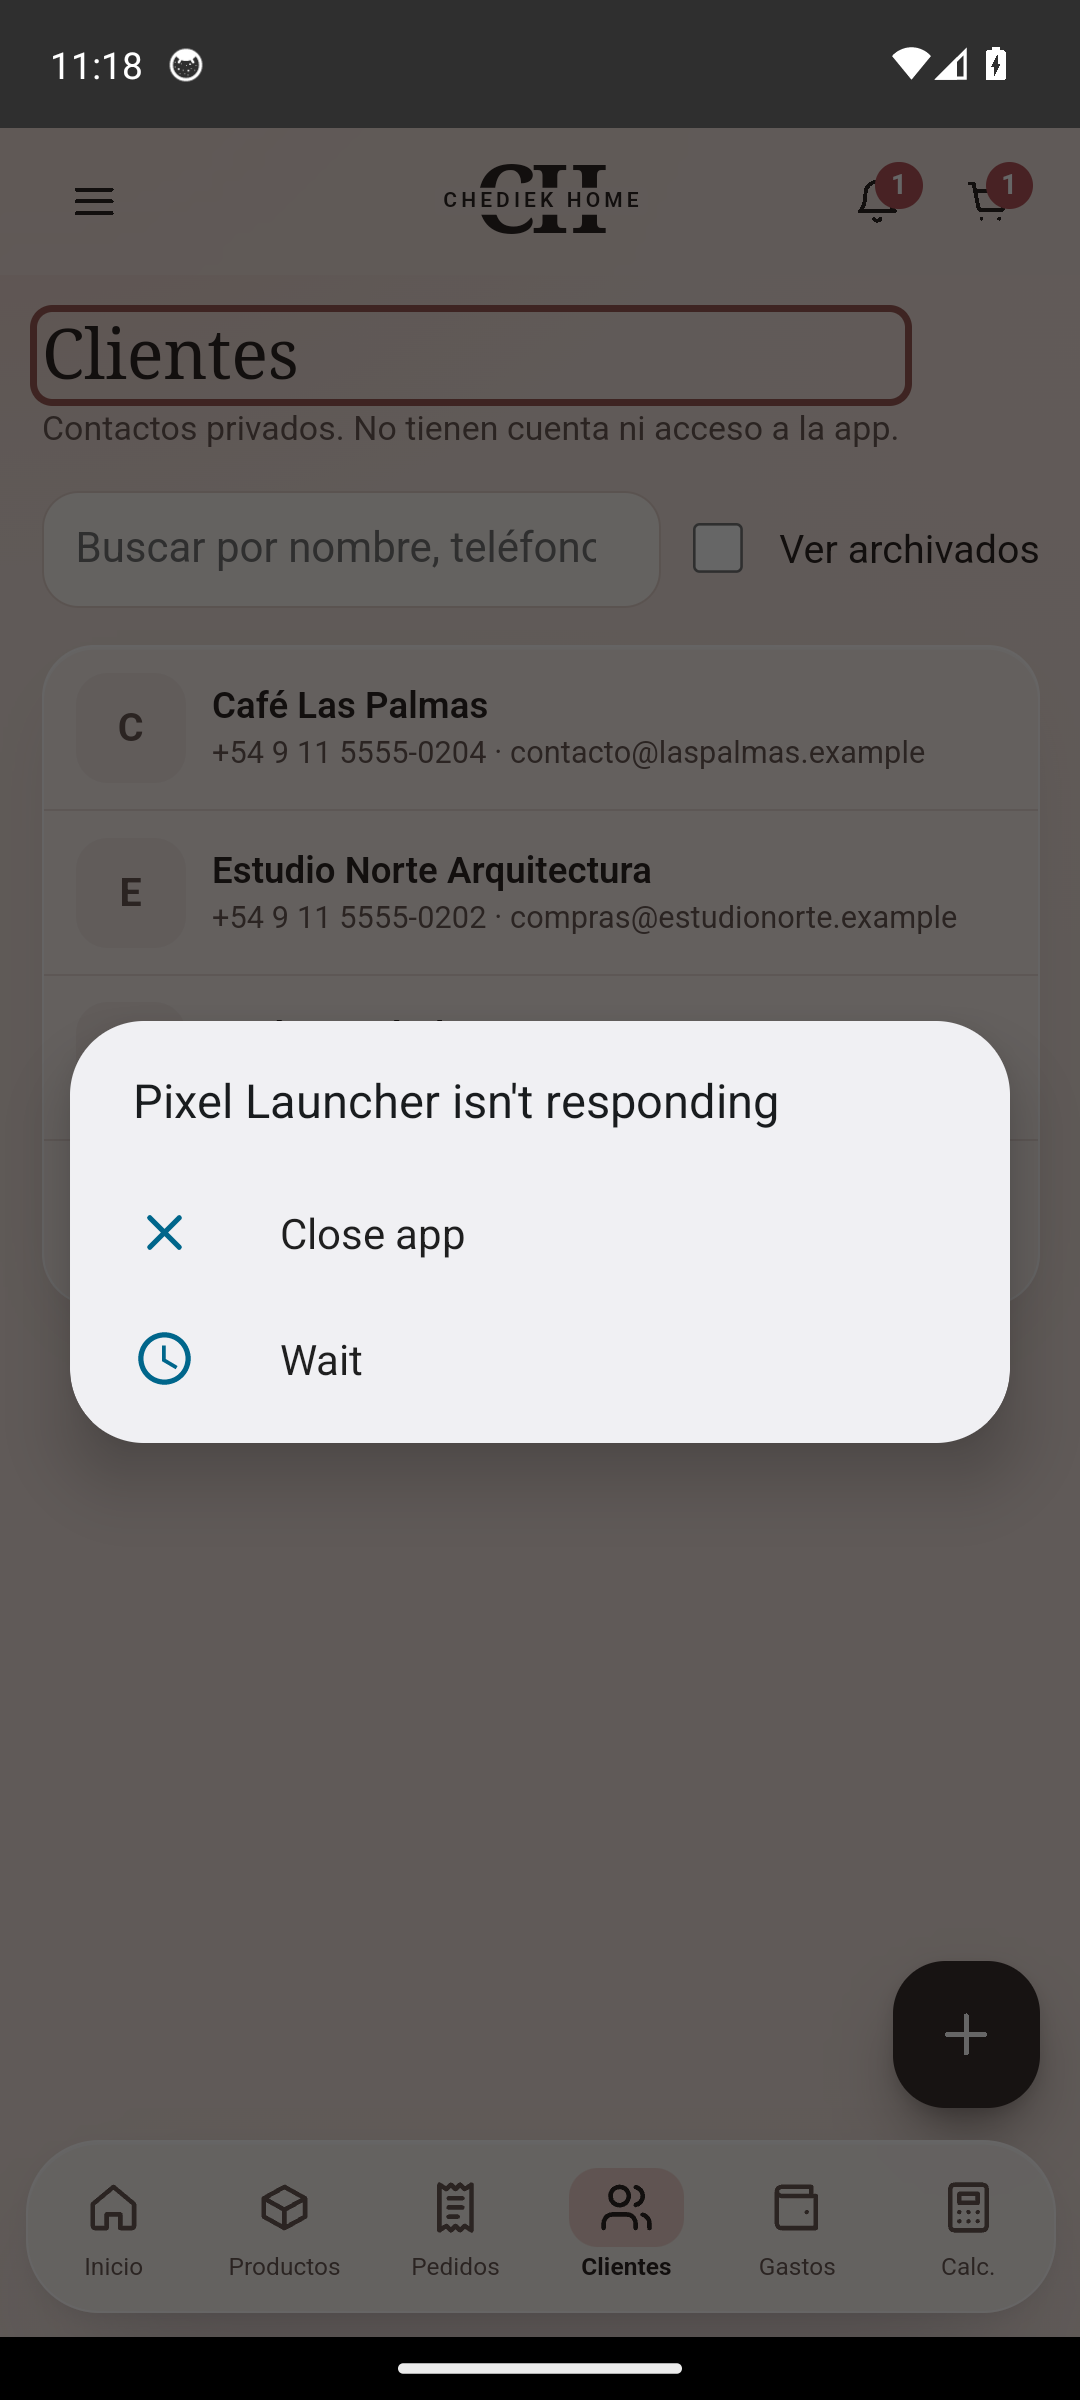 11:18
CH
CHEDIEK HOME
1
1
Clientes
Contactos privados. No tienen cuenta ni acceso a la app.
Buscar por nombre, teléfono
Ver archivados
C
Café Las Palmas
+54 9 11 5555-0204 · contacto@laspalmas.example
E
Estudio Norte Arquitectura
+54 9 11 5555-0202 · compras@estudionorte.example
Pixel Launcher isn't responding
Close app
Wait
Inicio
Productos
Pedidos
Clientes
Gastos
Calc.